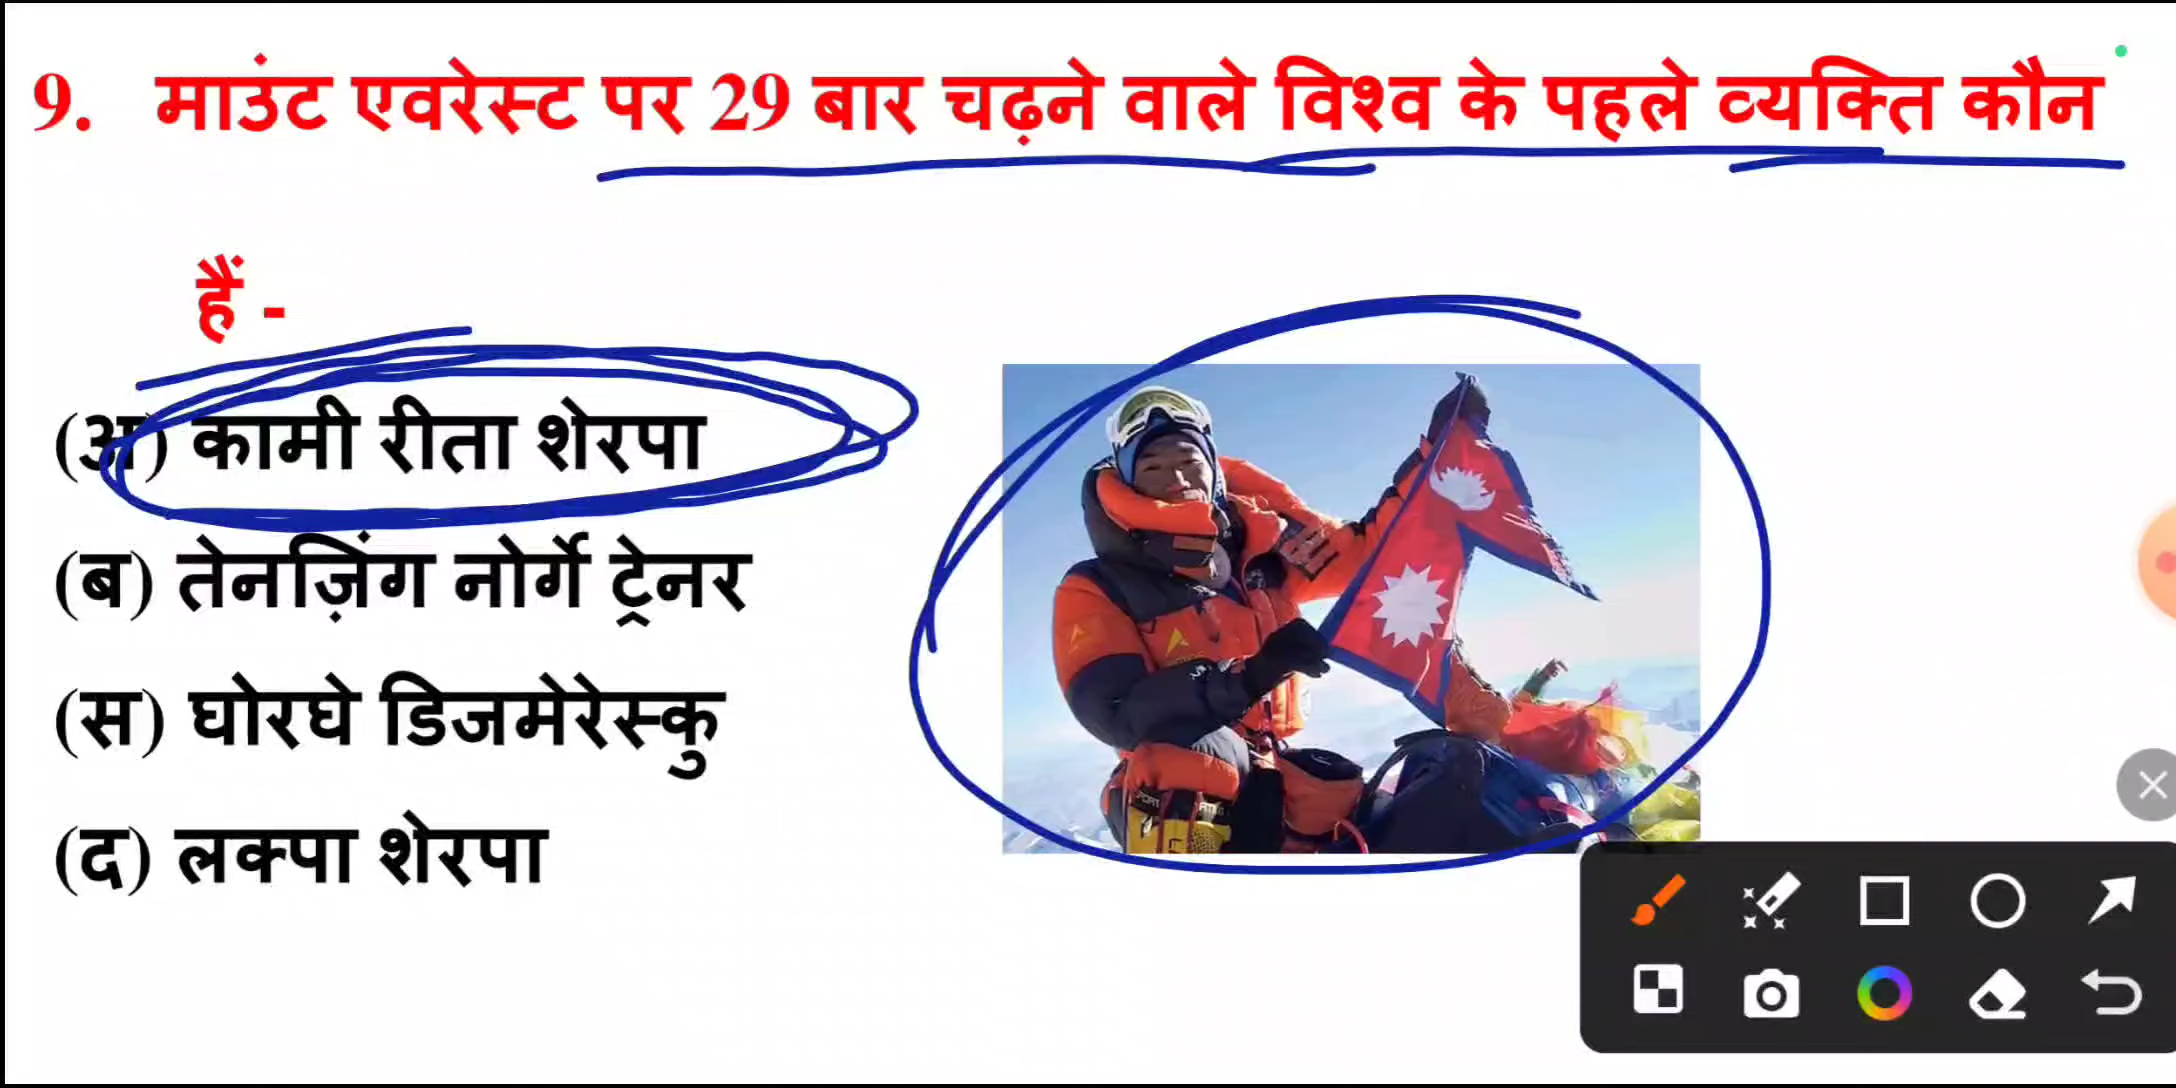 9. माउंट एवरेस्ट पर 29 बार चढ़ने वाले विश्व के पहले व्यक्ति कौन
हैं -
(अ) कामी रीता शेरपा
(ब) तेनज़िंग नोर्गे ट्रेनर
(स) घोरघे डिजमेरेस्कु
(द) लक्पा शेरपा